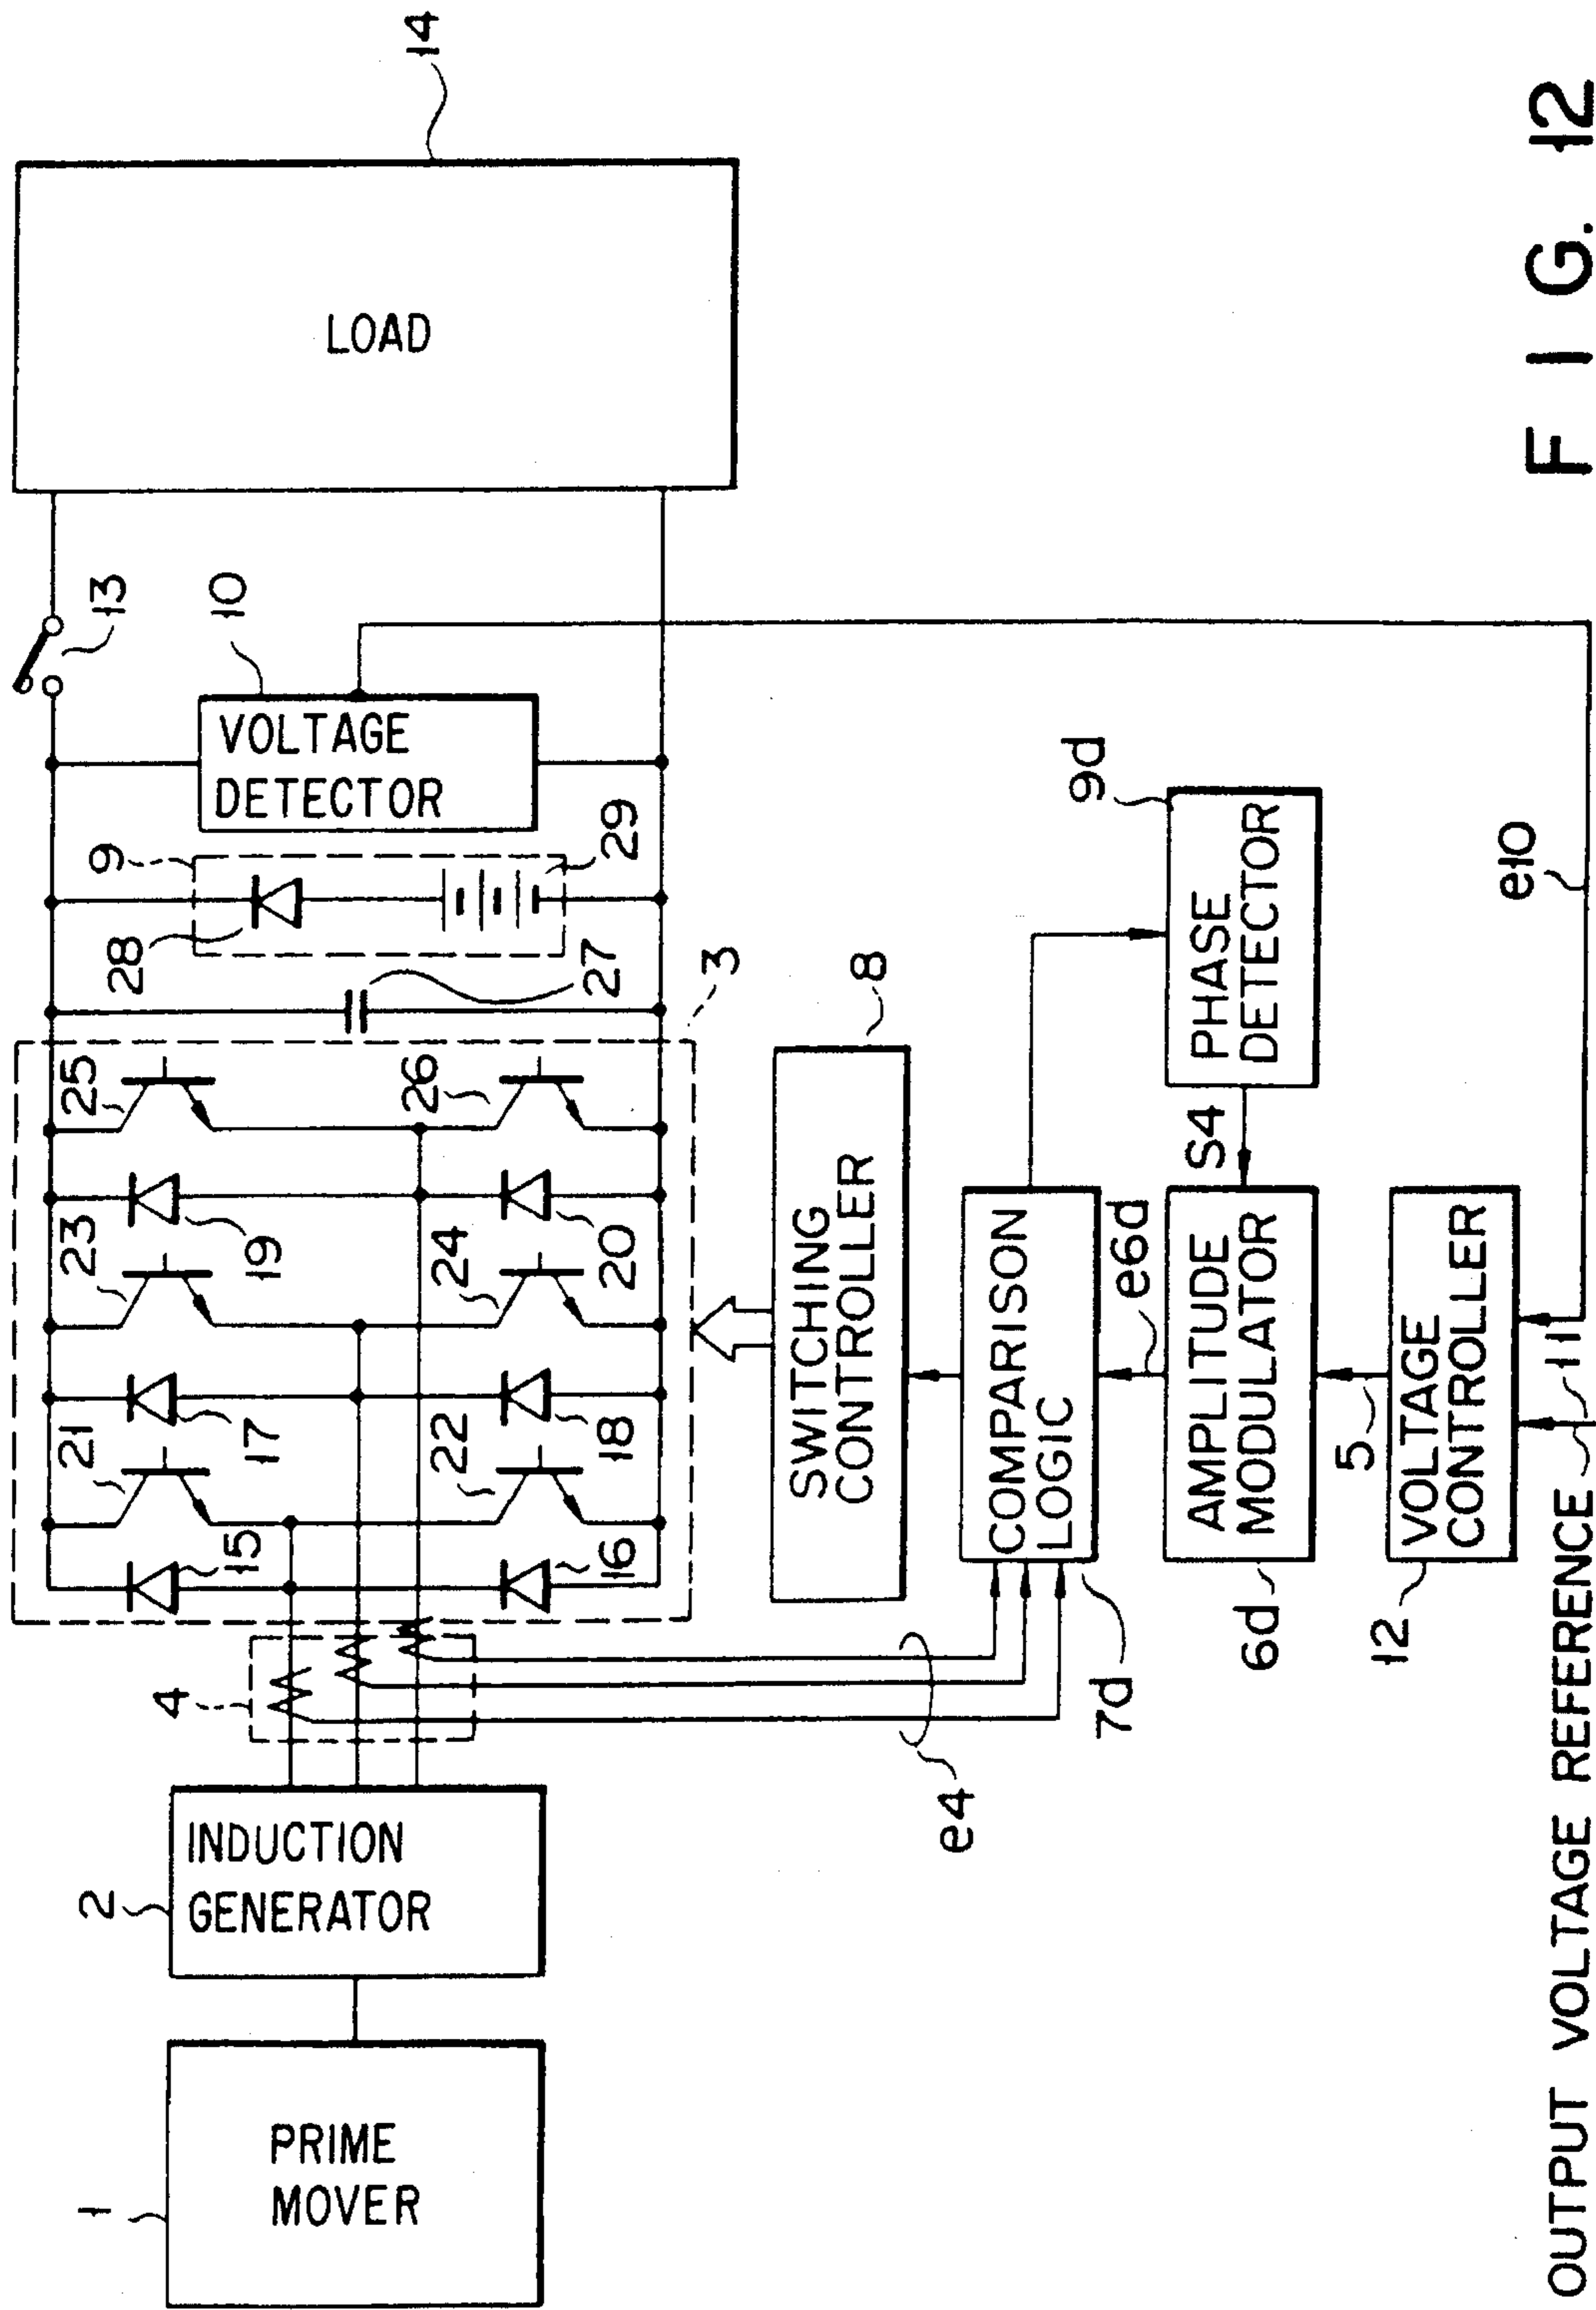 1
PRIME
MOVER
2
INDUCTION
GENERATOR
4
3
15
16
21
22
17
18
23
24
19
20
25
26
27
9
28
29
10
VOLTAGE
DETECTOR
13
LOAD
14
8
SWITCHING
CONTROLLER
e4
7d
COMPARISON
LOGIC
e6d
9d
PHASE
DETECTOR
S4
6d
AMPLITUDE
MODULATOR
5
12
VOLTAGE
CONTROLLER
e10
OUTPUT VOLTAGE REFERENCE
11
FIG. 12